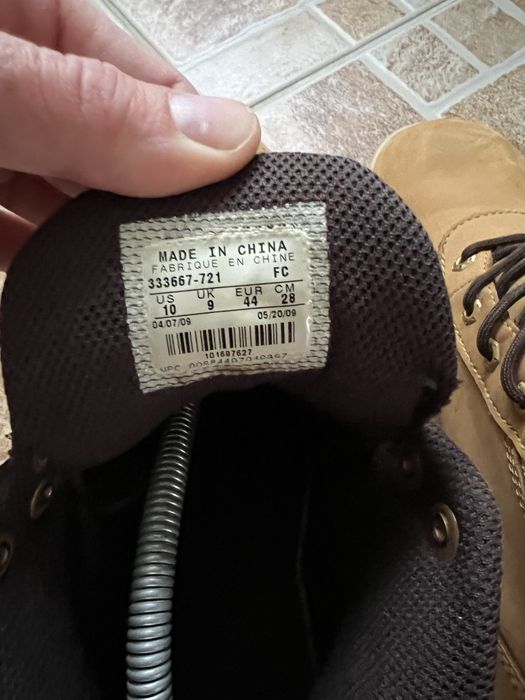 MADE IN CHINA
FABRIQUE EN CHINE
333667-721 FC
US UK EUR CM
10 9 44 28
04/07/09 05/20/09
101697627